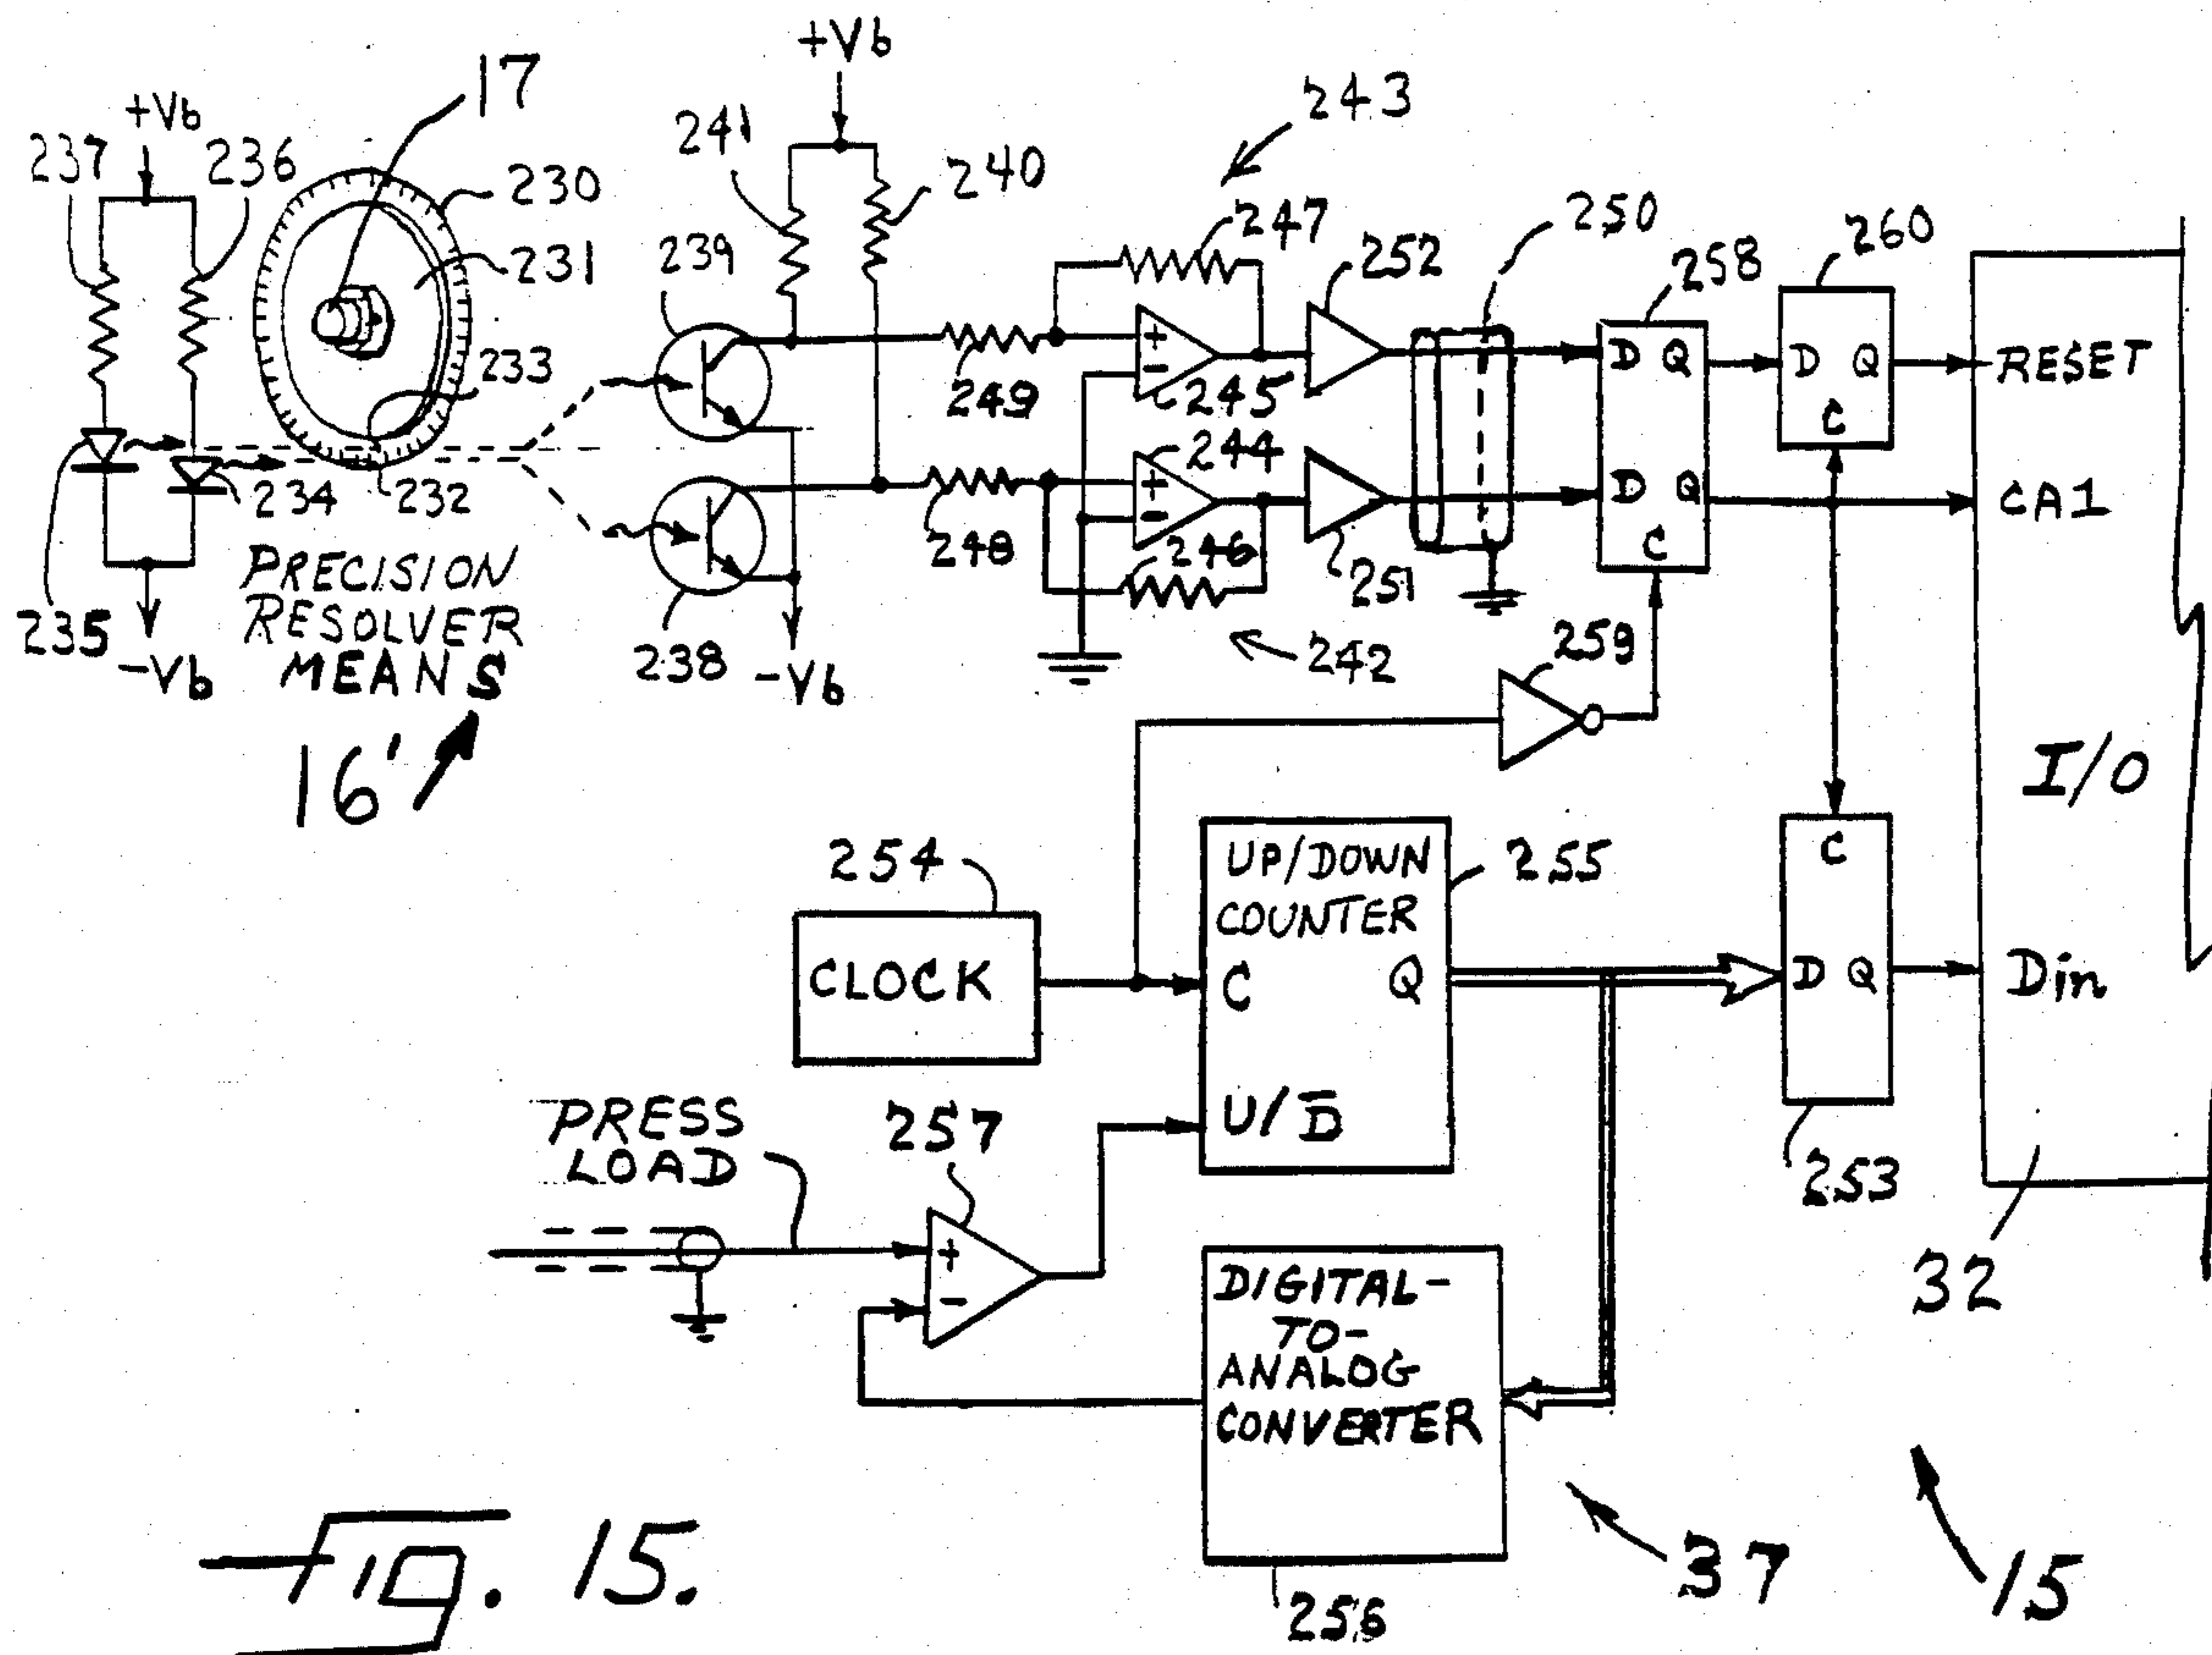 +Vb
17
+Vb
243
241
237
236
230
240
250
260
247
258
239
231
252
+
D Q
D Q
RESET
233
249
-
245
C
244
+
D Q
CA1
234
232
-
C
248
246
251
PRECISION
RESOLVER
MEANS
235
-Vb
238
-Vb
242
259
16'
I/O
254
UP/DOWN
COUNTER
255
C
CLOCK
C Q
D Q
Din
PRESS
LOAD
257
U/D̅
253
+
-
DIGITAL-
TO-
ANALOG
CONVERTER
32
Fig. 15.
256
37
15